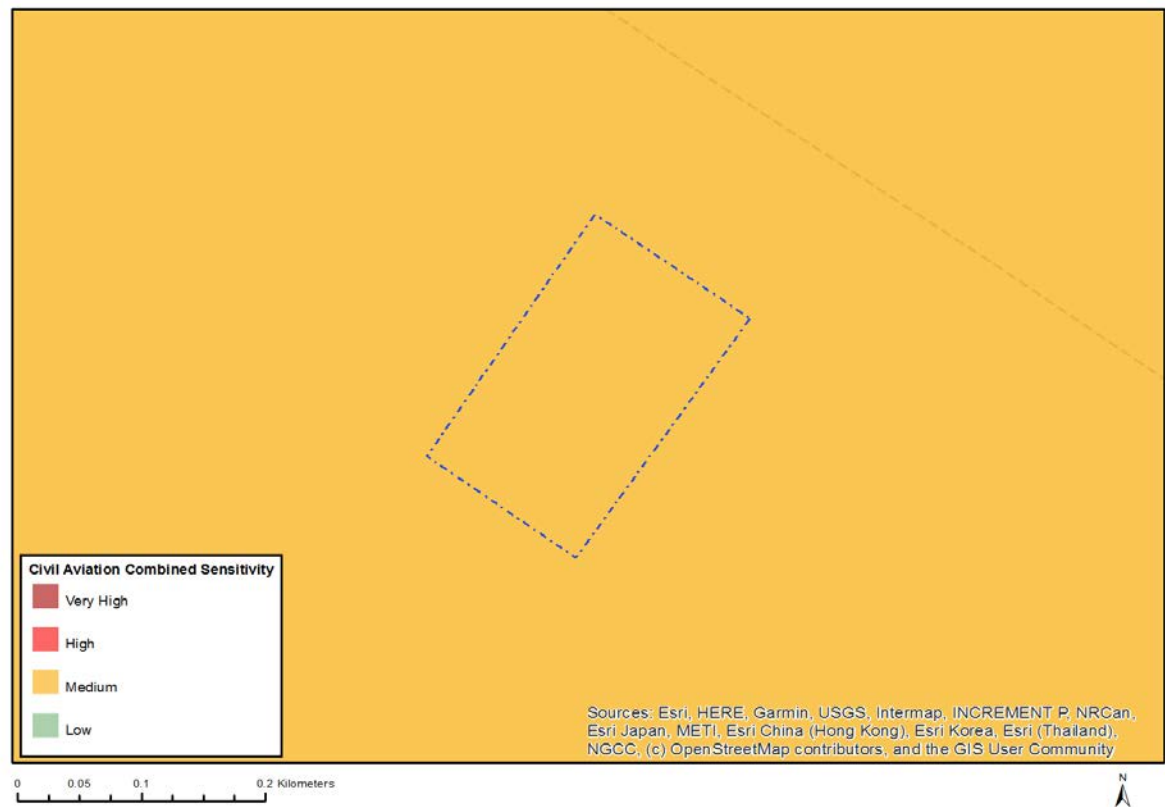 Civil Aviation Combined Sensitivity
Very High
High
Medium
Low
Sources: Esri, HERE, Garmin, USGS, Intermap, INCREMENT P, NRCan,
Esri Japan, METI, Esri China (Hong Kong), Esri Korea, Esri (Thailand),
NGCC, (c) OpenStreetMap contributors, and the GIS User Community
0 0.05 0.1 0.2 Kilometers
N